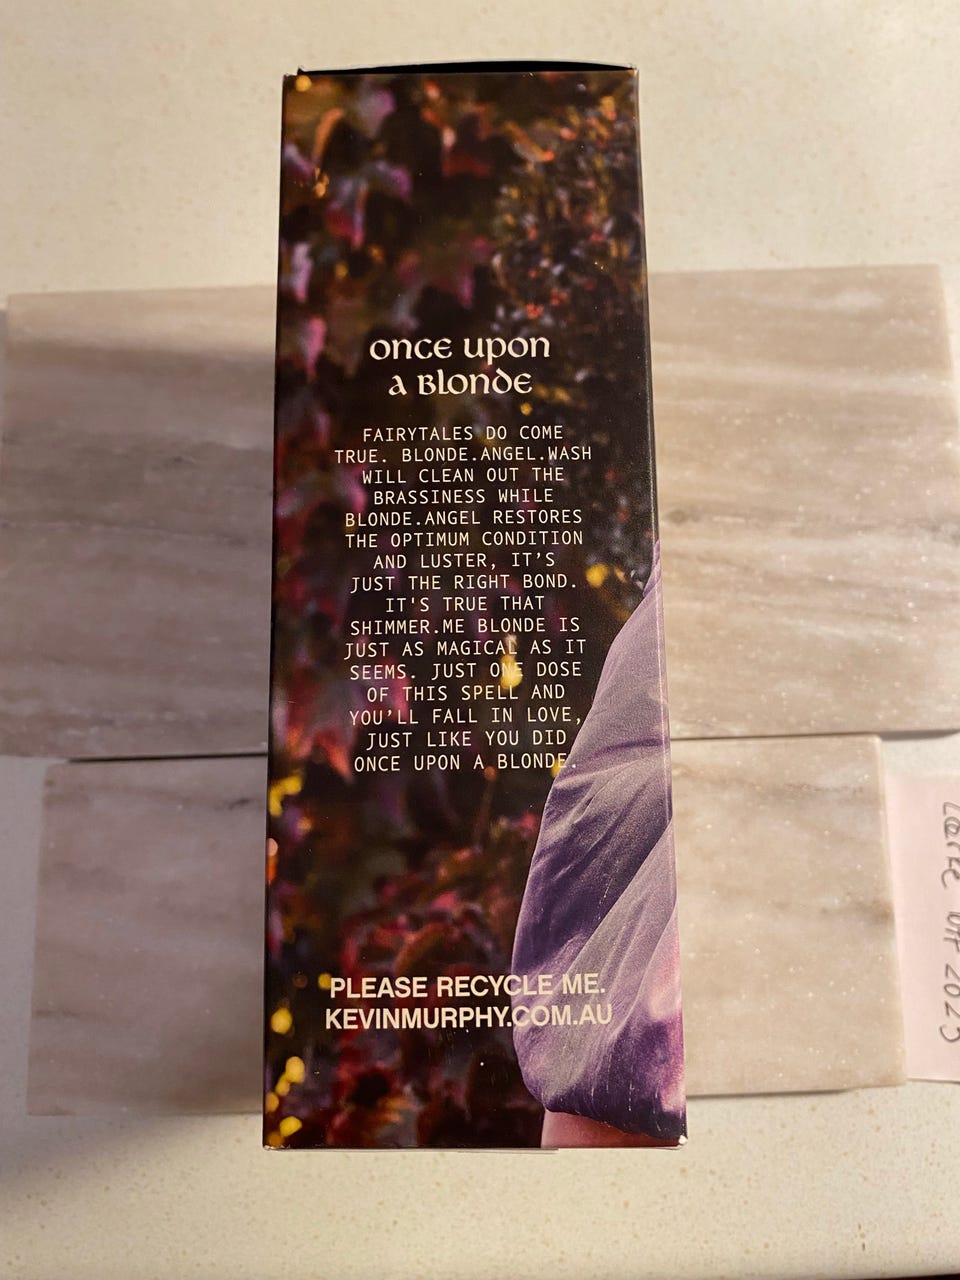 once upon
a blonde
FAIRYTALES DO COME
TRUE. BLONDE.ANGEL.WASH
WILL CLEAN OUT THE
BRASSINESS WHILE
BLONDE.ANGEL RESTORES
THE OPTIMUM CONDITION
AND LUSTER, IT’S
JUST THE RIGHT BOND.
IT'S TRUE THAT
SHIMMER.ME BLONDE IS
JUST AS MAGICAL AS IT
SEEMS. JUST ONE DOSE
OF THIS SPELL AND
YOU’LL FALL IN LOVE,
JUST LIKE YOU DID
ONCE UPON A BLONDE.
PLEASE RECYCLE ME.
KEVINMURPHY.COM.AU
2025